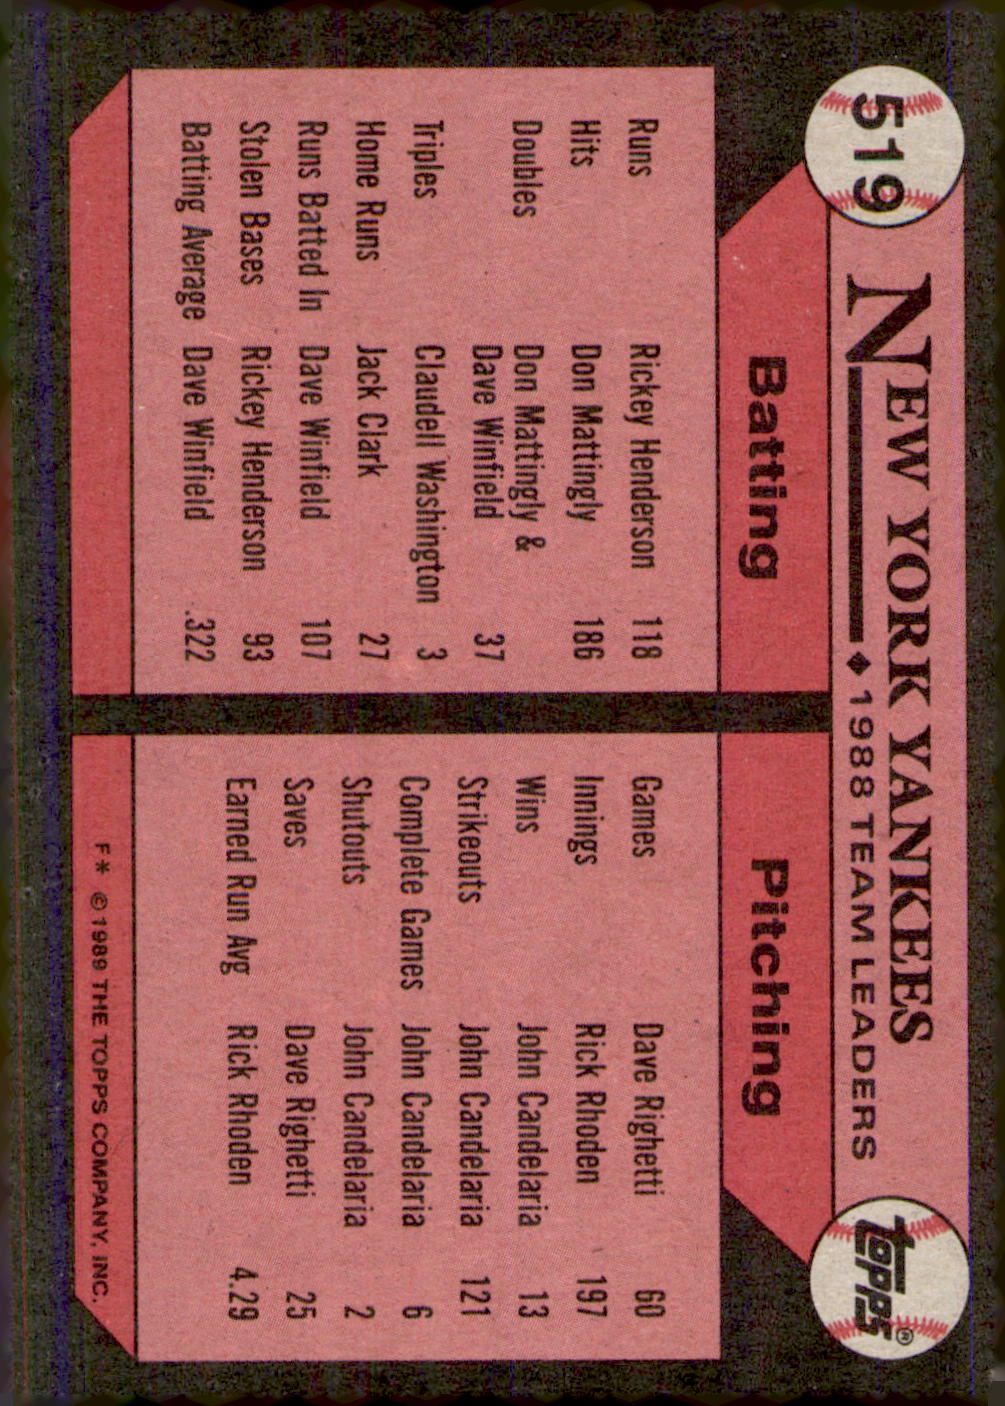 519
NEW YORK YANKEES
◆ 1988 TEAM LEADERS
TOPPS®
Batting
Runs Rickey Henderson 118
Hits Don Mattingly 186
Doubles Don Mattingly &
Dave Winfield 37
Triples Claudell Washington 3
Home Runs Jack Clark 27
Runs Batted In Dave Winfield 107
Stolen Bases Rickey Henderson 93
Batting Average Dave Winfield .322
Pitching
Games Dave Righetti 60
Innings Rick Rhoden 197
Wins John Candelaria 13
Strikeouts John Candelaria 121
Complete Games John Candelaria 6
Shutouts John Candelaria 2
Saves Dave Righetti 25
Earned Run Avg Rick Rhoden 4.29
F* © 1989 THE TOPPS COMPANY, INC.